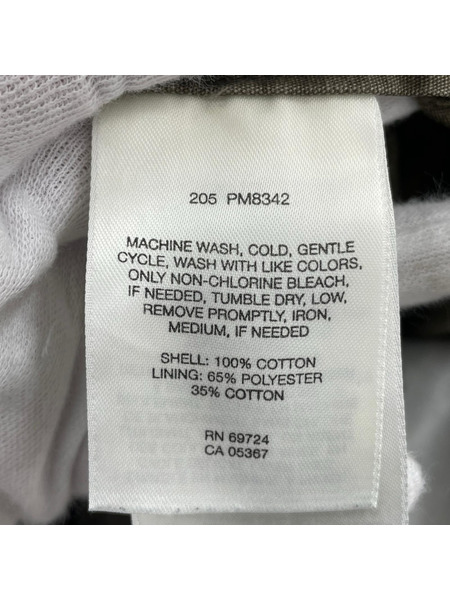 205 PM8342
MACHINE WASH, COLD, GENTLE
CYCLE, WASH WITH LIKE COLORS,
ONLY NON-CHLORINE BLEACH,
IF NEEDED, TUMBLE DRY, LOW,
REMOVE PROMPTLY, IRON,
MEDIUM, IF NEEDED
SHELL: 100% COTTON
LINING: 65% POLYESTER
35% COTTON
RN 69724
CA 05367